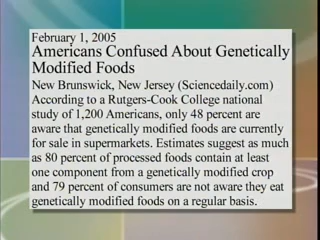 February 1, 2005
Americans Confused About Genetically
Modified Foods
New Brunswick, New Jersey (Sciencedaily.com)
According to a Rutgers-Cook College national
study of 1,200 Americans, only 48 percent are
aware that genetically modified foods are currently
for sale in supermarkets. Estimates suggest as much
as 80 percent of processed foods contain at least
one component from a genetically modified crop
and 79 percent of consumers are not aware they eat
genetically modified foods on a regular basis.